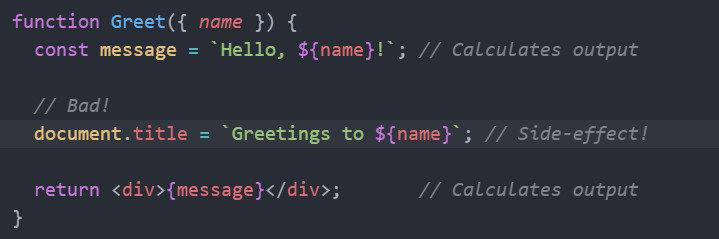 function Greet({ name }) {
  const message = `Hello, ${name}!`; // Calculates output

  // Bad!
  document.title = `Greetings to ${name}`; // Side-effect!

  return <div>{message}</div>;       // Calculates output
}